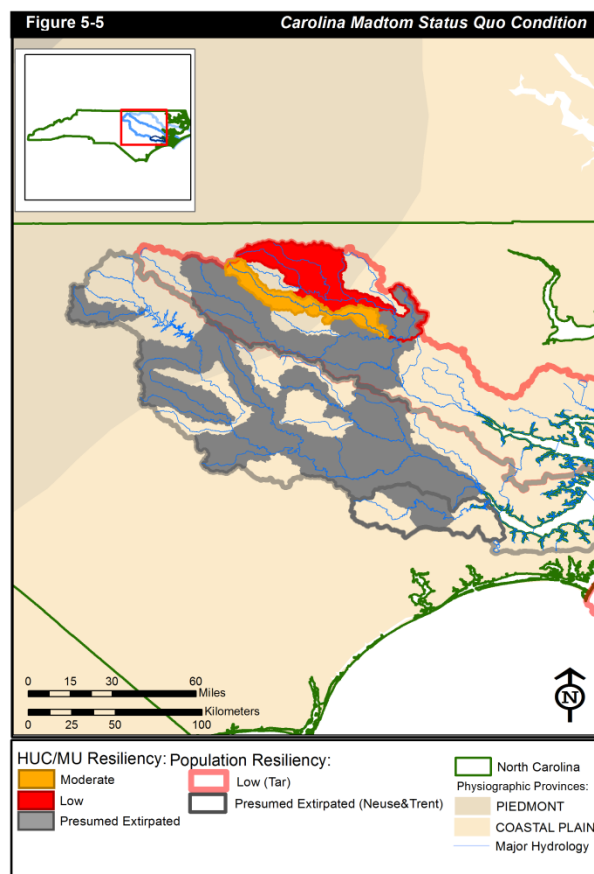 Figure 5-5 Carolina Madtom Status Quo Condition
0 15 30 60
Miles
Kilometers
0 25 50 100
N
HUC/MU Resiliency:
Moderate
Low
Presumed Extirpated
Population Resiliency:
Low (Tar)
Presumed Extirpated (Neuse&Trent)
North Carolina
Physiographic Provinces:
PIEDMONT
COASTAL PLAIN
Major Hydrology